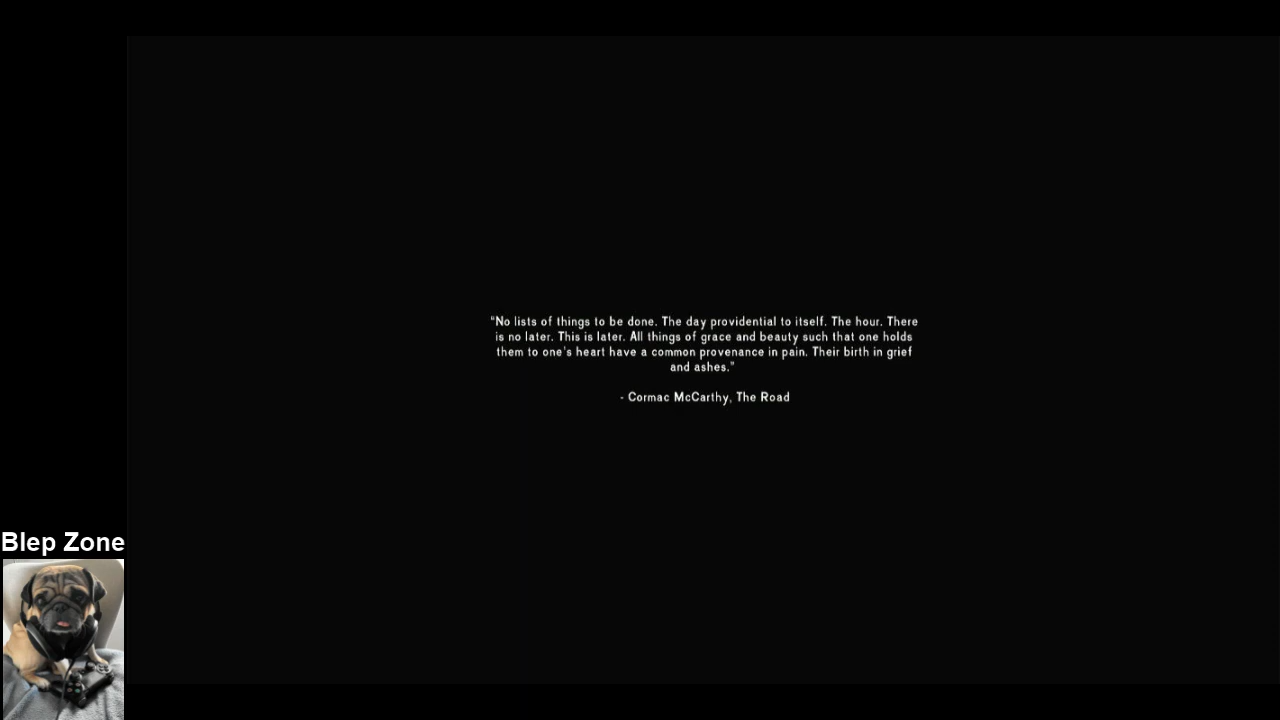 "No lists of things to be done. The day providential to itself. The hour. There
is no later. This is later. All things of grace and beauty such that one holds
them to one's heart have a common provenance in pain. Their birth in grief
and ashes."
- Cormac McCarthy, The Road
Blep Zone